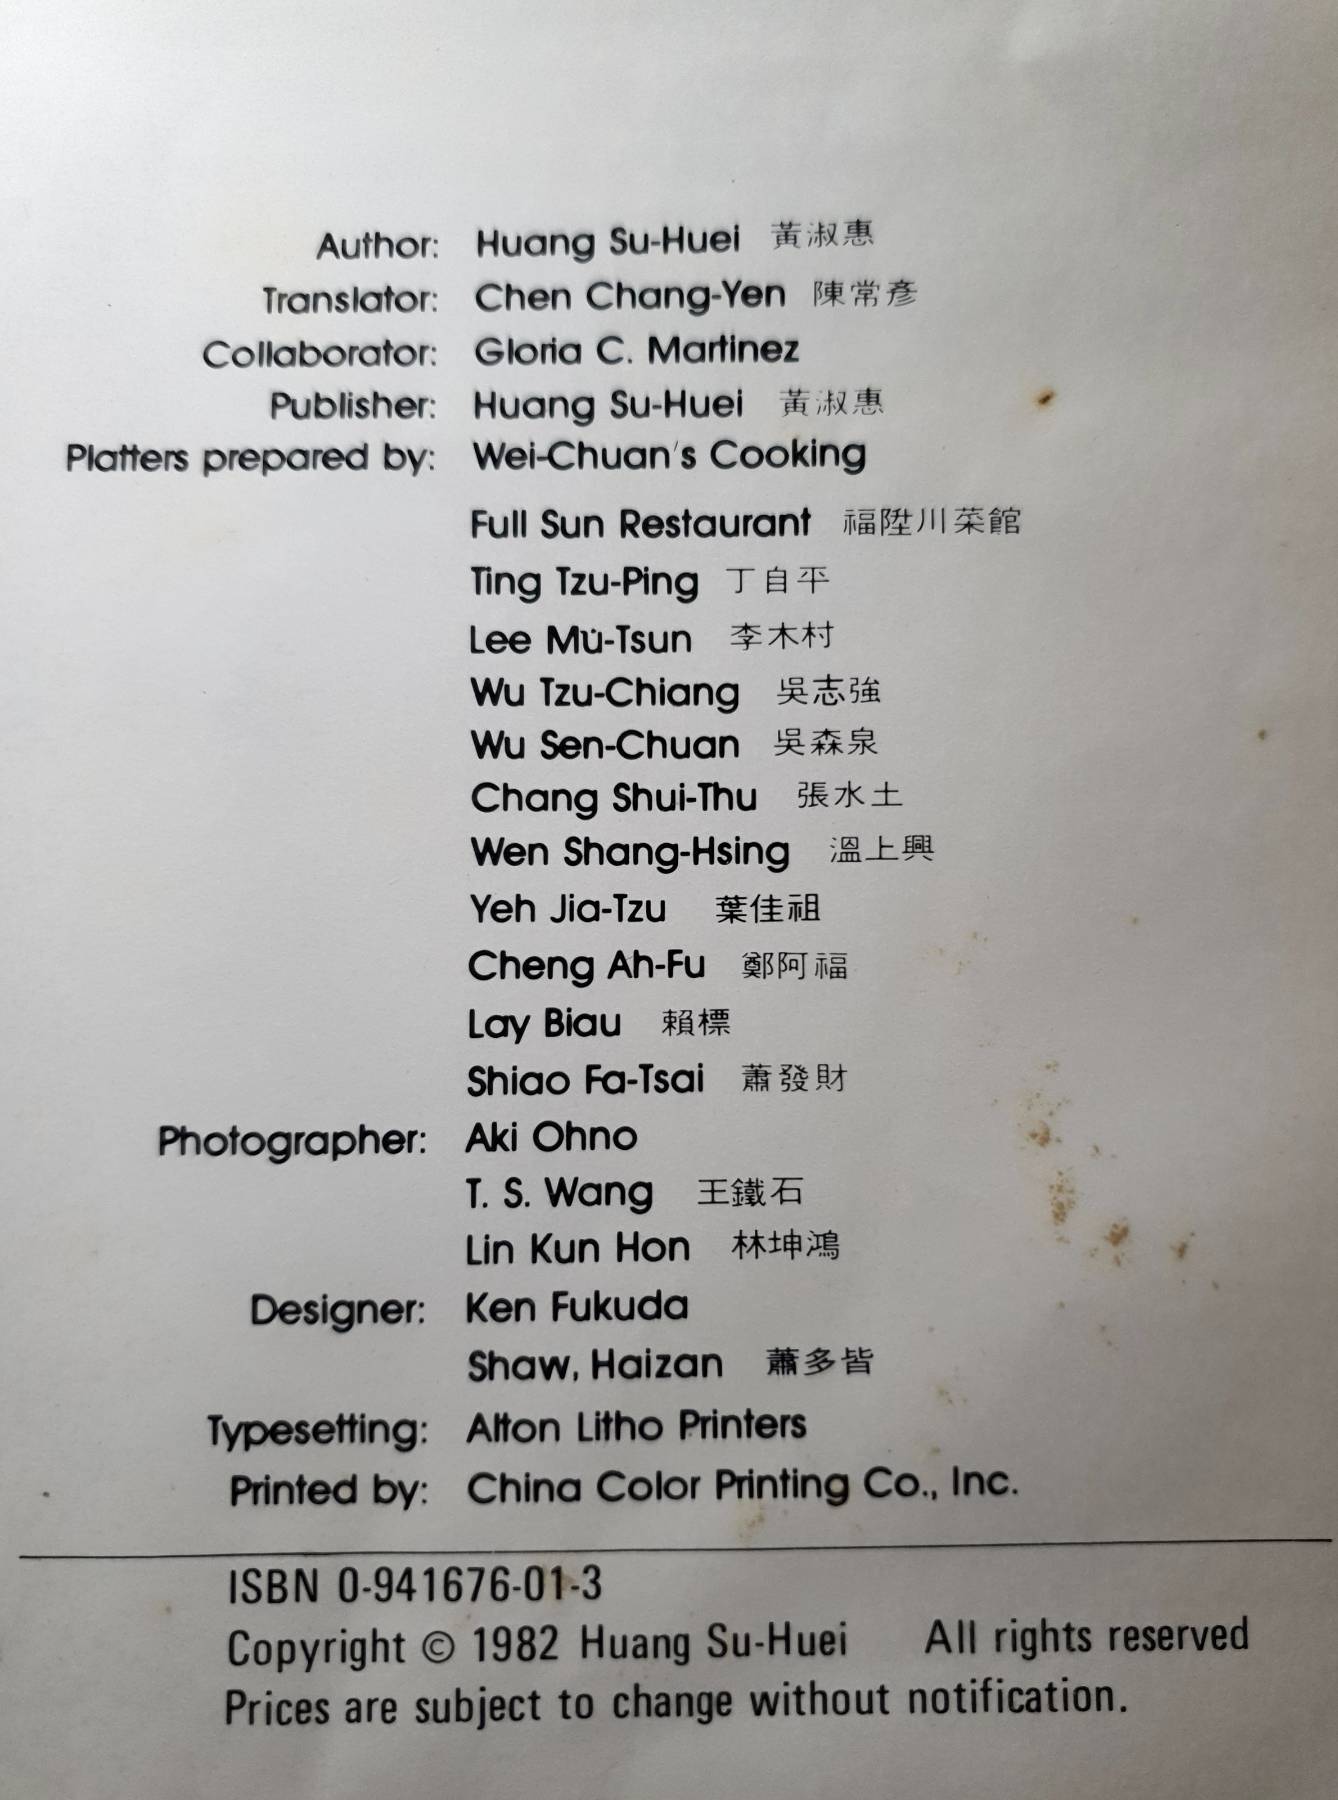 Author: Huang Su-Huei 黃淑惠
Translator: Chen Chang-Yen 陳常彥
Collaborator: Gloria C. Martinez
Publisher: Huang Su-Huei 黃淑惠
Platters prepared by: Wei-Chuan's Cooking
Full Sun Restaurant 福陞川菜館
Ting Tzu-Ping 丁自平
Lee Mu-Tsun 李木村
Wu Tzu-Chiang 吳志強
Wu Sen-Chuan 吳森泉
Chang Shui-Thu 張水土
Wen Shang-Hsing 溫上興
Yeh Jia-Tzu 葉佳祖
Cheng Ah-Fu 鄭阿福
Lay Biau 賴標
Shiao Fa-Tsai 蕭發財
Photographer: Aki Ohno
T. S. Wang 王鐵石
Lin Kun Hon 林坤鴻
Designer: Ken Fukuda
Shaw, Haizan 蕭多皆
Typesetting: Alton Litho Printers
Printed by: China Color Printing Co., Inc.
ISBN 0-941676-01-3
Copyright © 1982 Huang Su-Huei All rights reserved
Prices are subject to change without notification.